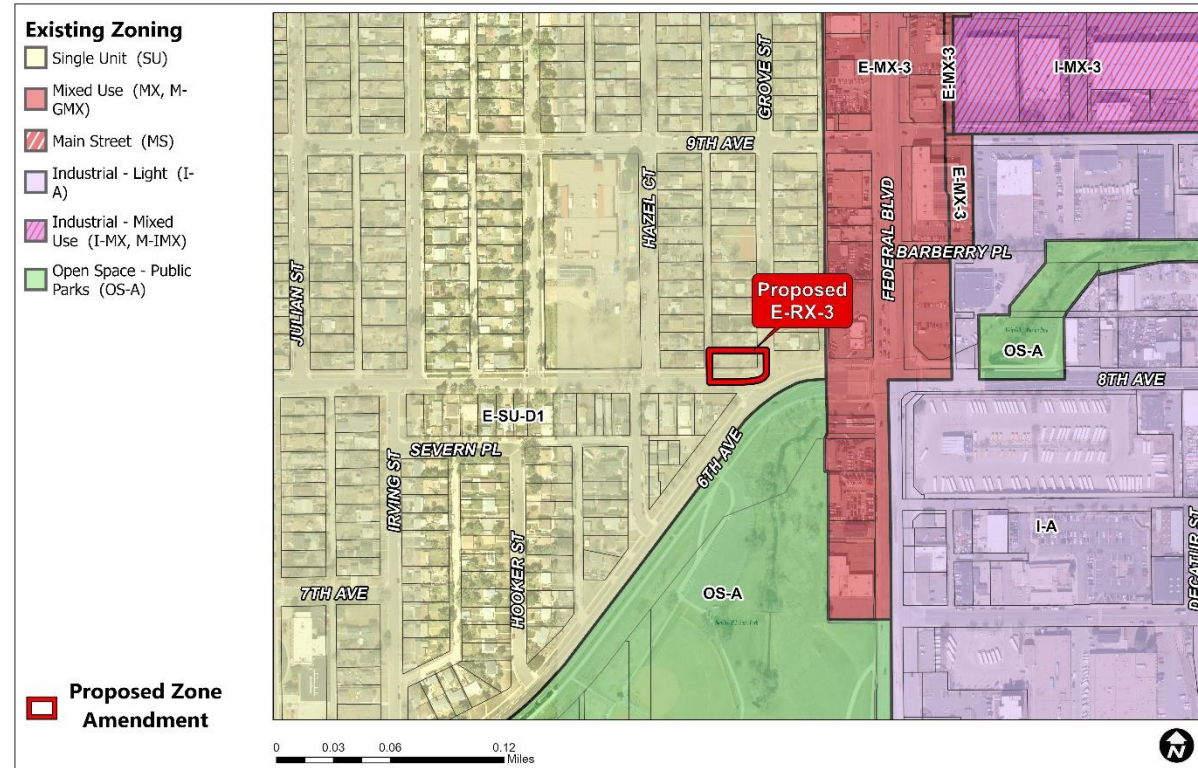 Existing Zoning
Single Unit (SU)
Mixed Use (MX, M-
GMX)
Main Street (MS)
Industrial - Light (I-
A)
Industrial - Mixed
Use (I-MX, M-IMX)
Open Space - Public
Parks (OS-A)
Proposed Zone
Amendment
GROVE ST
E-MX-3
E-MX-3
I-MX-3
9TH AVE
HAZEL CT
E-MX-3
FEDERAL BLVD
BARBERRY PL
JULIAN ST
Proposed
E-RX-3
OS-A
8TH AVE
E-SU-D1
SEVERN PL
6TH AVE
IRVING ST
HOOKER ST
I-A
DECATUR ST
7TH AVE
OS-A
0 0.03 0.06 0.12
Miles
N